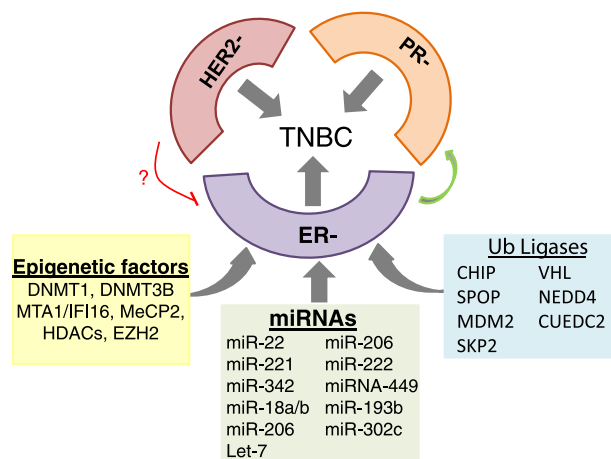 HER2-
PR-
TNBC
?
ER-
Epigenetic factors
DNMT1, DNMT3B
MTA1/IFI16, MeCP2,
HDACs, EZH2
miRNAs
miR-22 miR-206
miR-221 miR-222
miR-342 miRNA-449
miR-18a/b miR-193b
miR-206 miR-302c
Let-7
Ub Ligases
CHIP VHL
SPOP NEDD4
MDM2 CUEDC2
SKP2